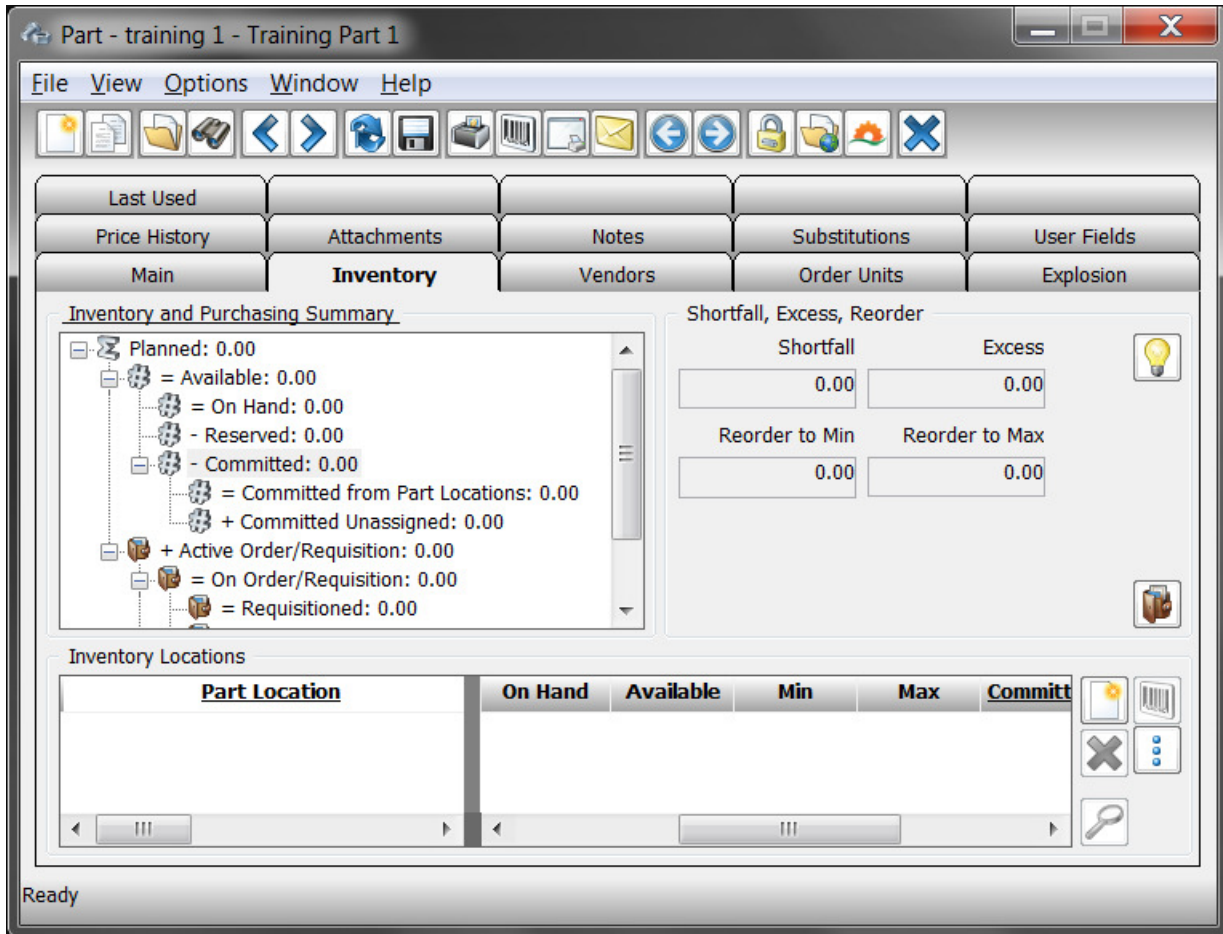 Part - training 1 - Training Part 1
File View Options Window Help
Last Used
Price History Attachments Notes Substitutions User Fields
Main Inventory Vendors Order Units Explosion
Inventory and Purchasing Summary
Shortfall, Excess, Reorder
Planned: 0.00
= Available: 0.00
= On Hand: 0.00
- Reserved: 0.00
- Committed: 0.00
= Committed from Part Locations: 0.00
+ Committed Unassigned: 0.00
+ Active Order/Requisition: 0.00
= On Order/Requisition: 0.00
= Requisitioned: 0.00
Shortfall Excess
0.00 0.00
Reorder to Min Reorder to Max
0.00 0.00
Inventory Locations
Part Location On Hand Available Min Max Committ
Ready